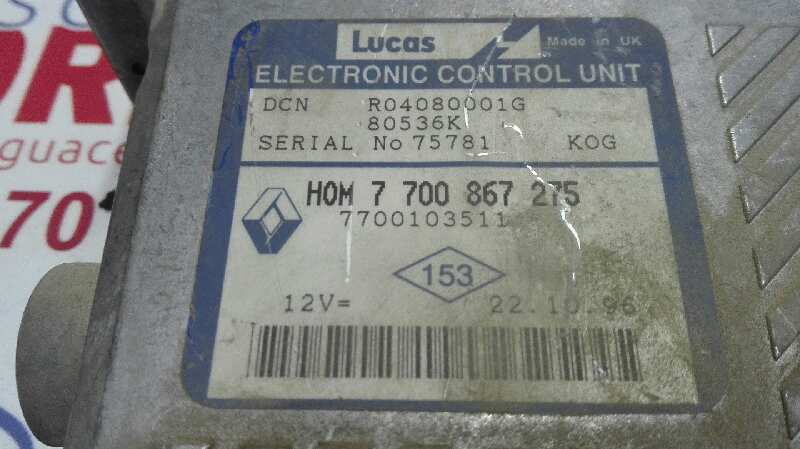 Lucas
Made in UK
ELECTRONIC CONTROL UNIT
DCN R04080001G
80536K
SERIAL No 75781 KOG
HOM 7 700 867 275
7700103511
153
12V= 22.10.96
70